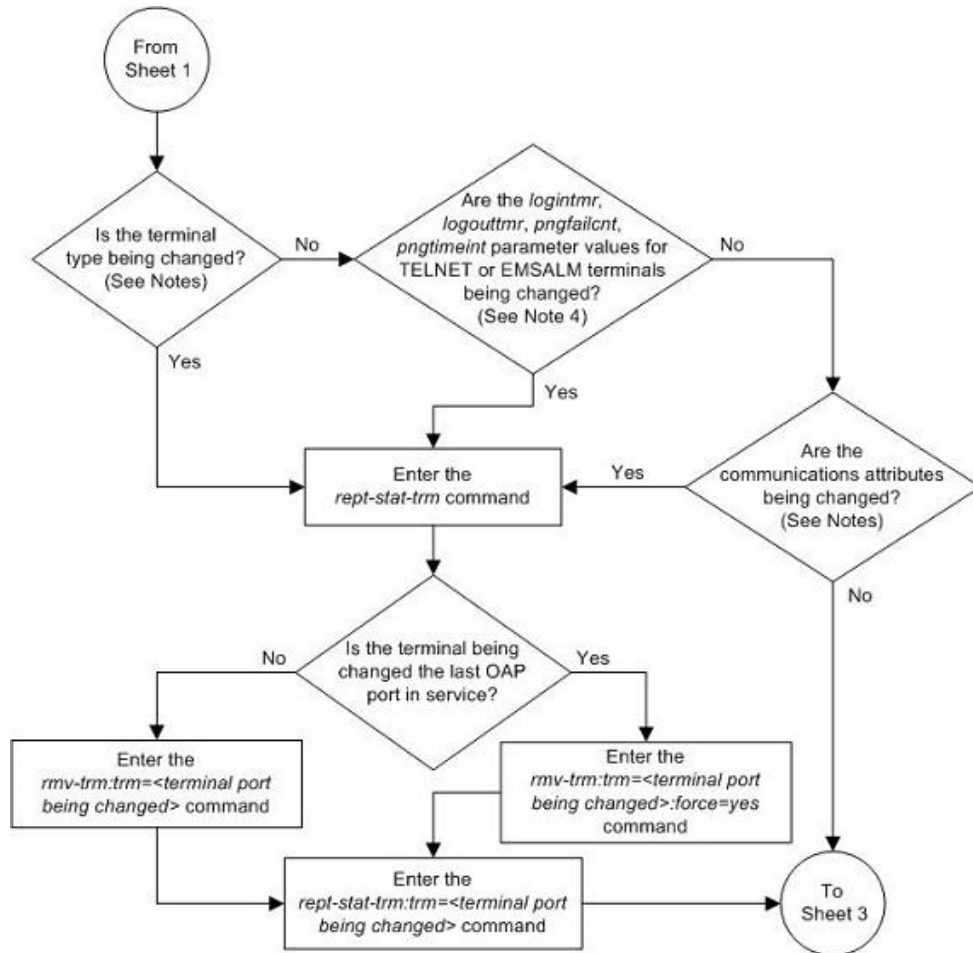 From
Sheet 1
Is the terminal
type being changed?
(See Notes)
No
Yes
Are the logintmr,
logouttmr, pngfailcnt,
pngtimeint parameter values for
TELNET or EMSALM terminals
being changed?
(See Note 4)
No
Yes
Are the
communications attributes
being changed?
(See Notes)
Yes
No
Enter the
rept-stat-trm command
Is the terminal being
changed the last OAP
port in service?
No
Yes
Enter the
rmv-trm:trm=<terminal port
being changed> command
Enter the
rmv-trm:trm=<terminal port
being changed>:force=yes
command
Enter the
rept-stat-trm:trm=<terminal port
being changed> command
To
Sheet 3